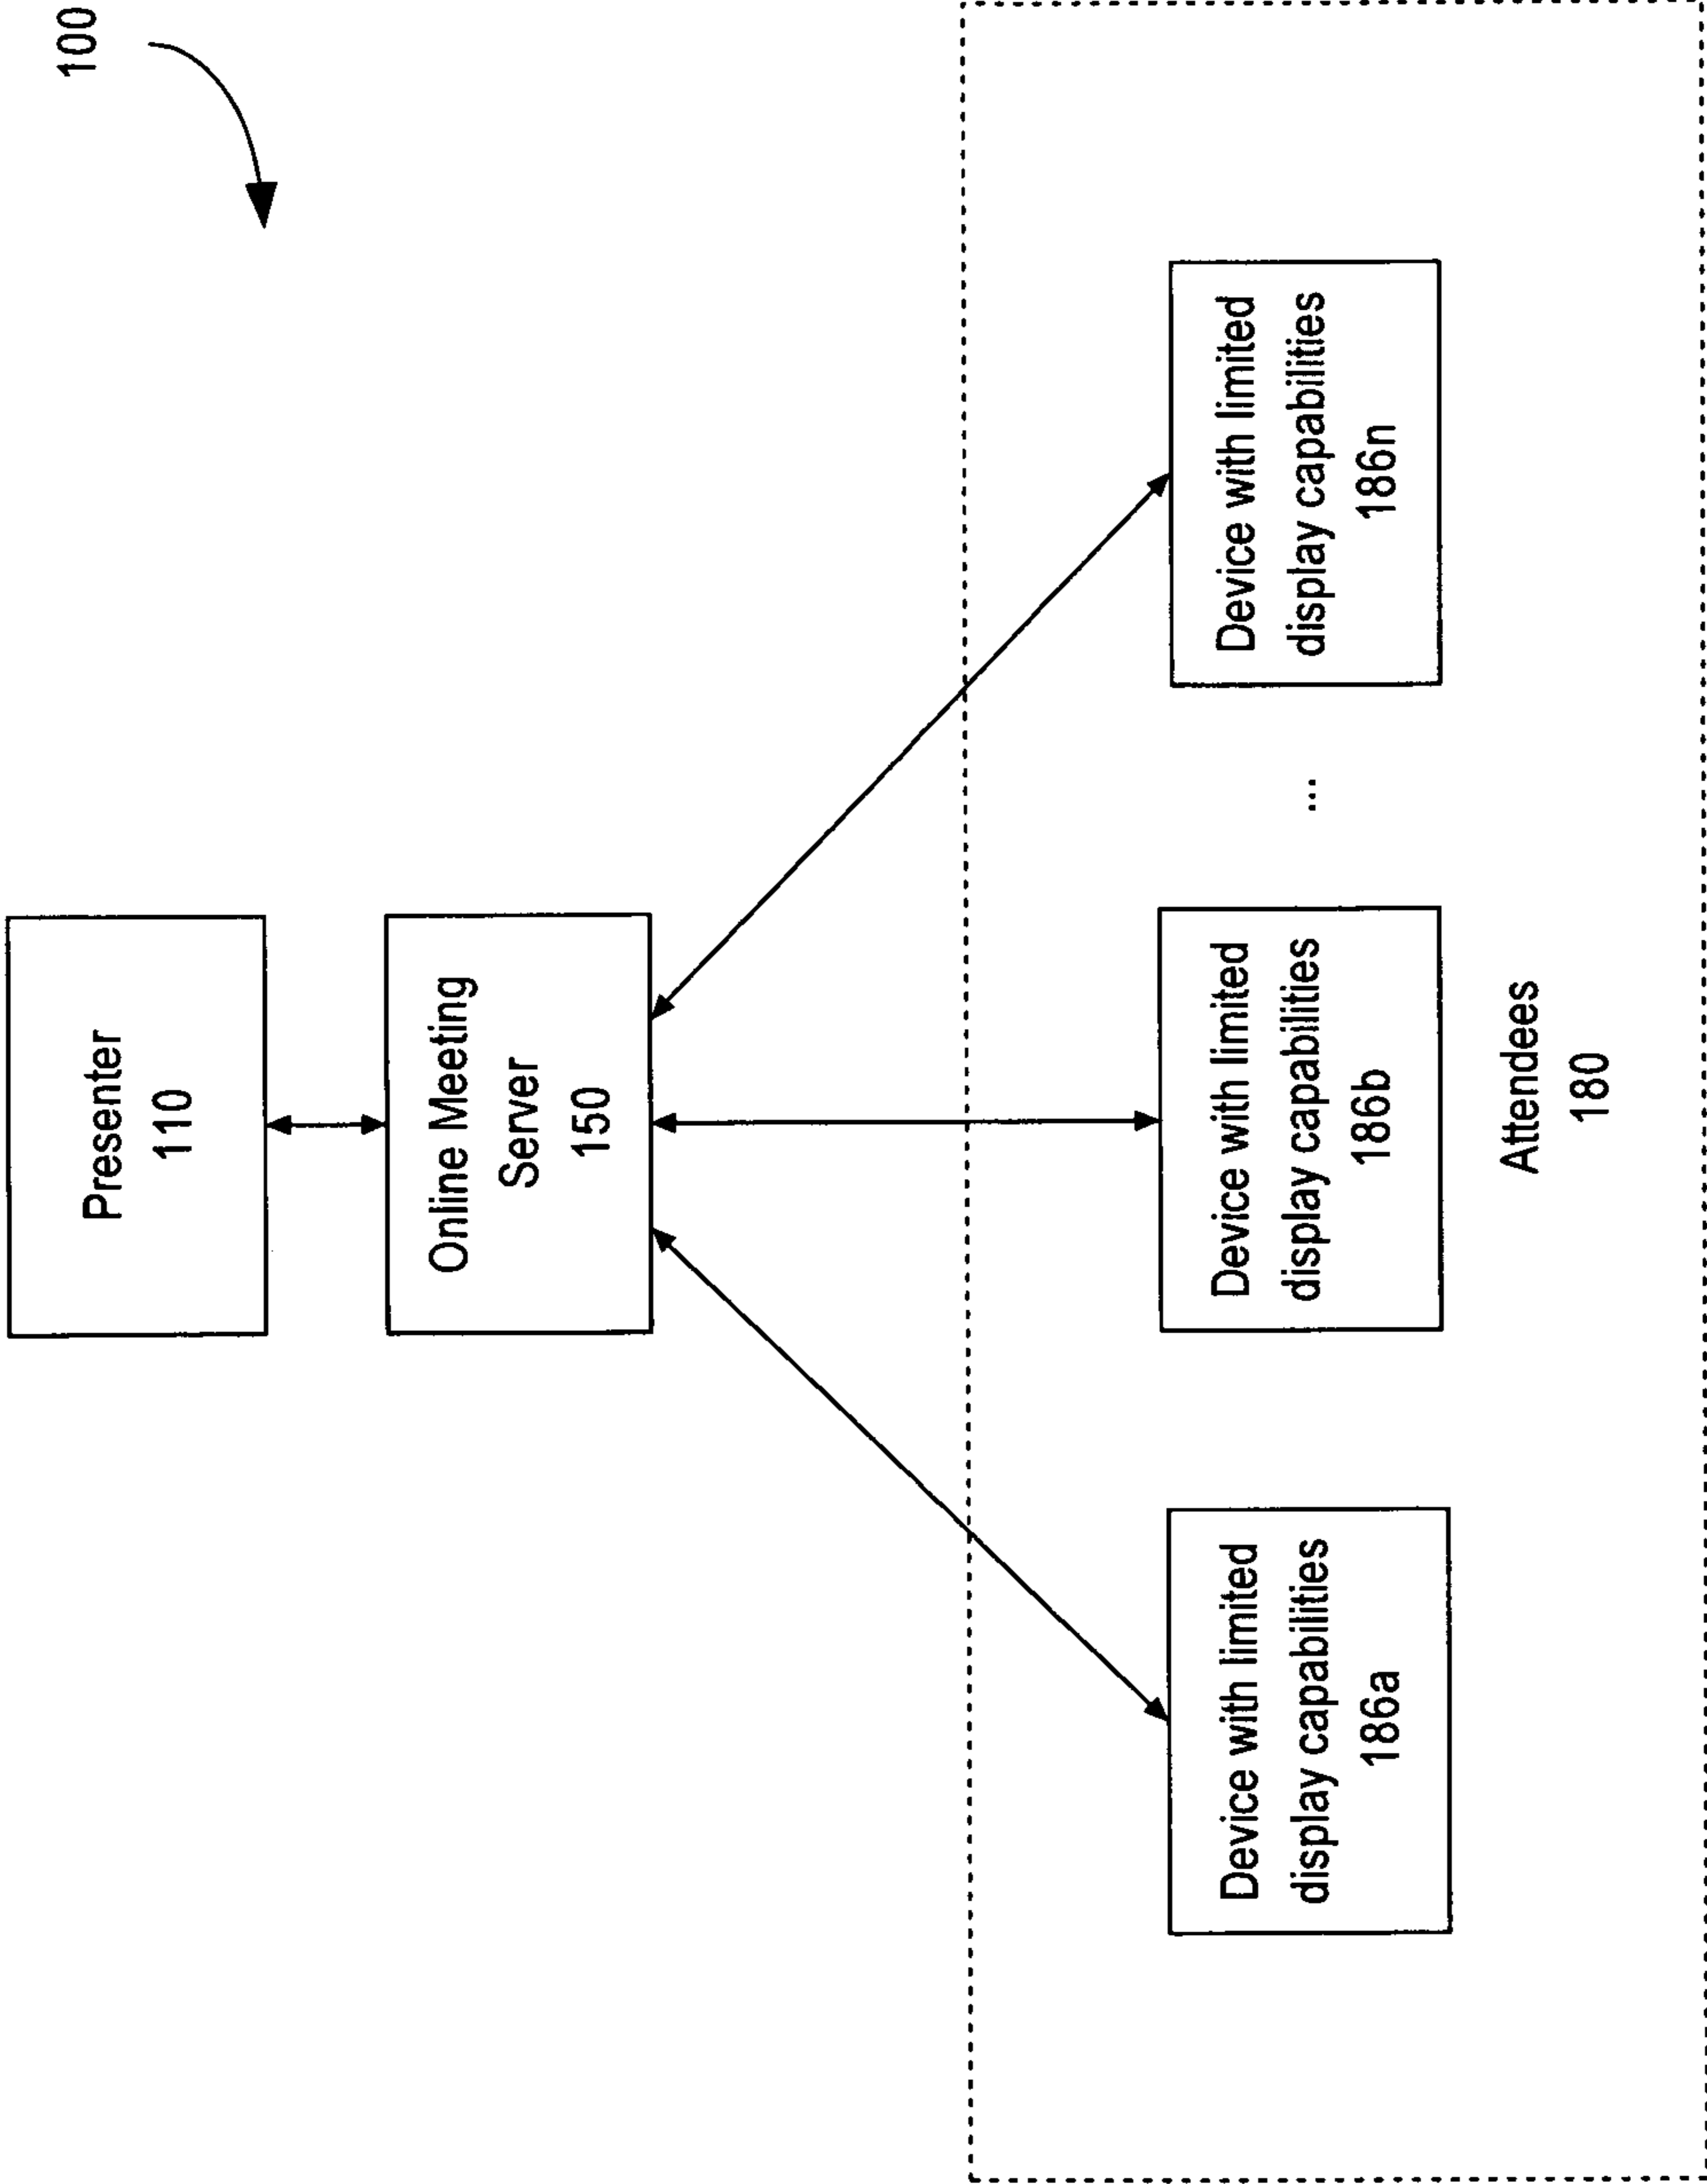 100
Presenter
110
Online Meeting
Server
150
Device with limited
display capabilities
186a
Device with limited
display capabilities
186b
...
Device with limited
display capabilities
186n
Attendees
180